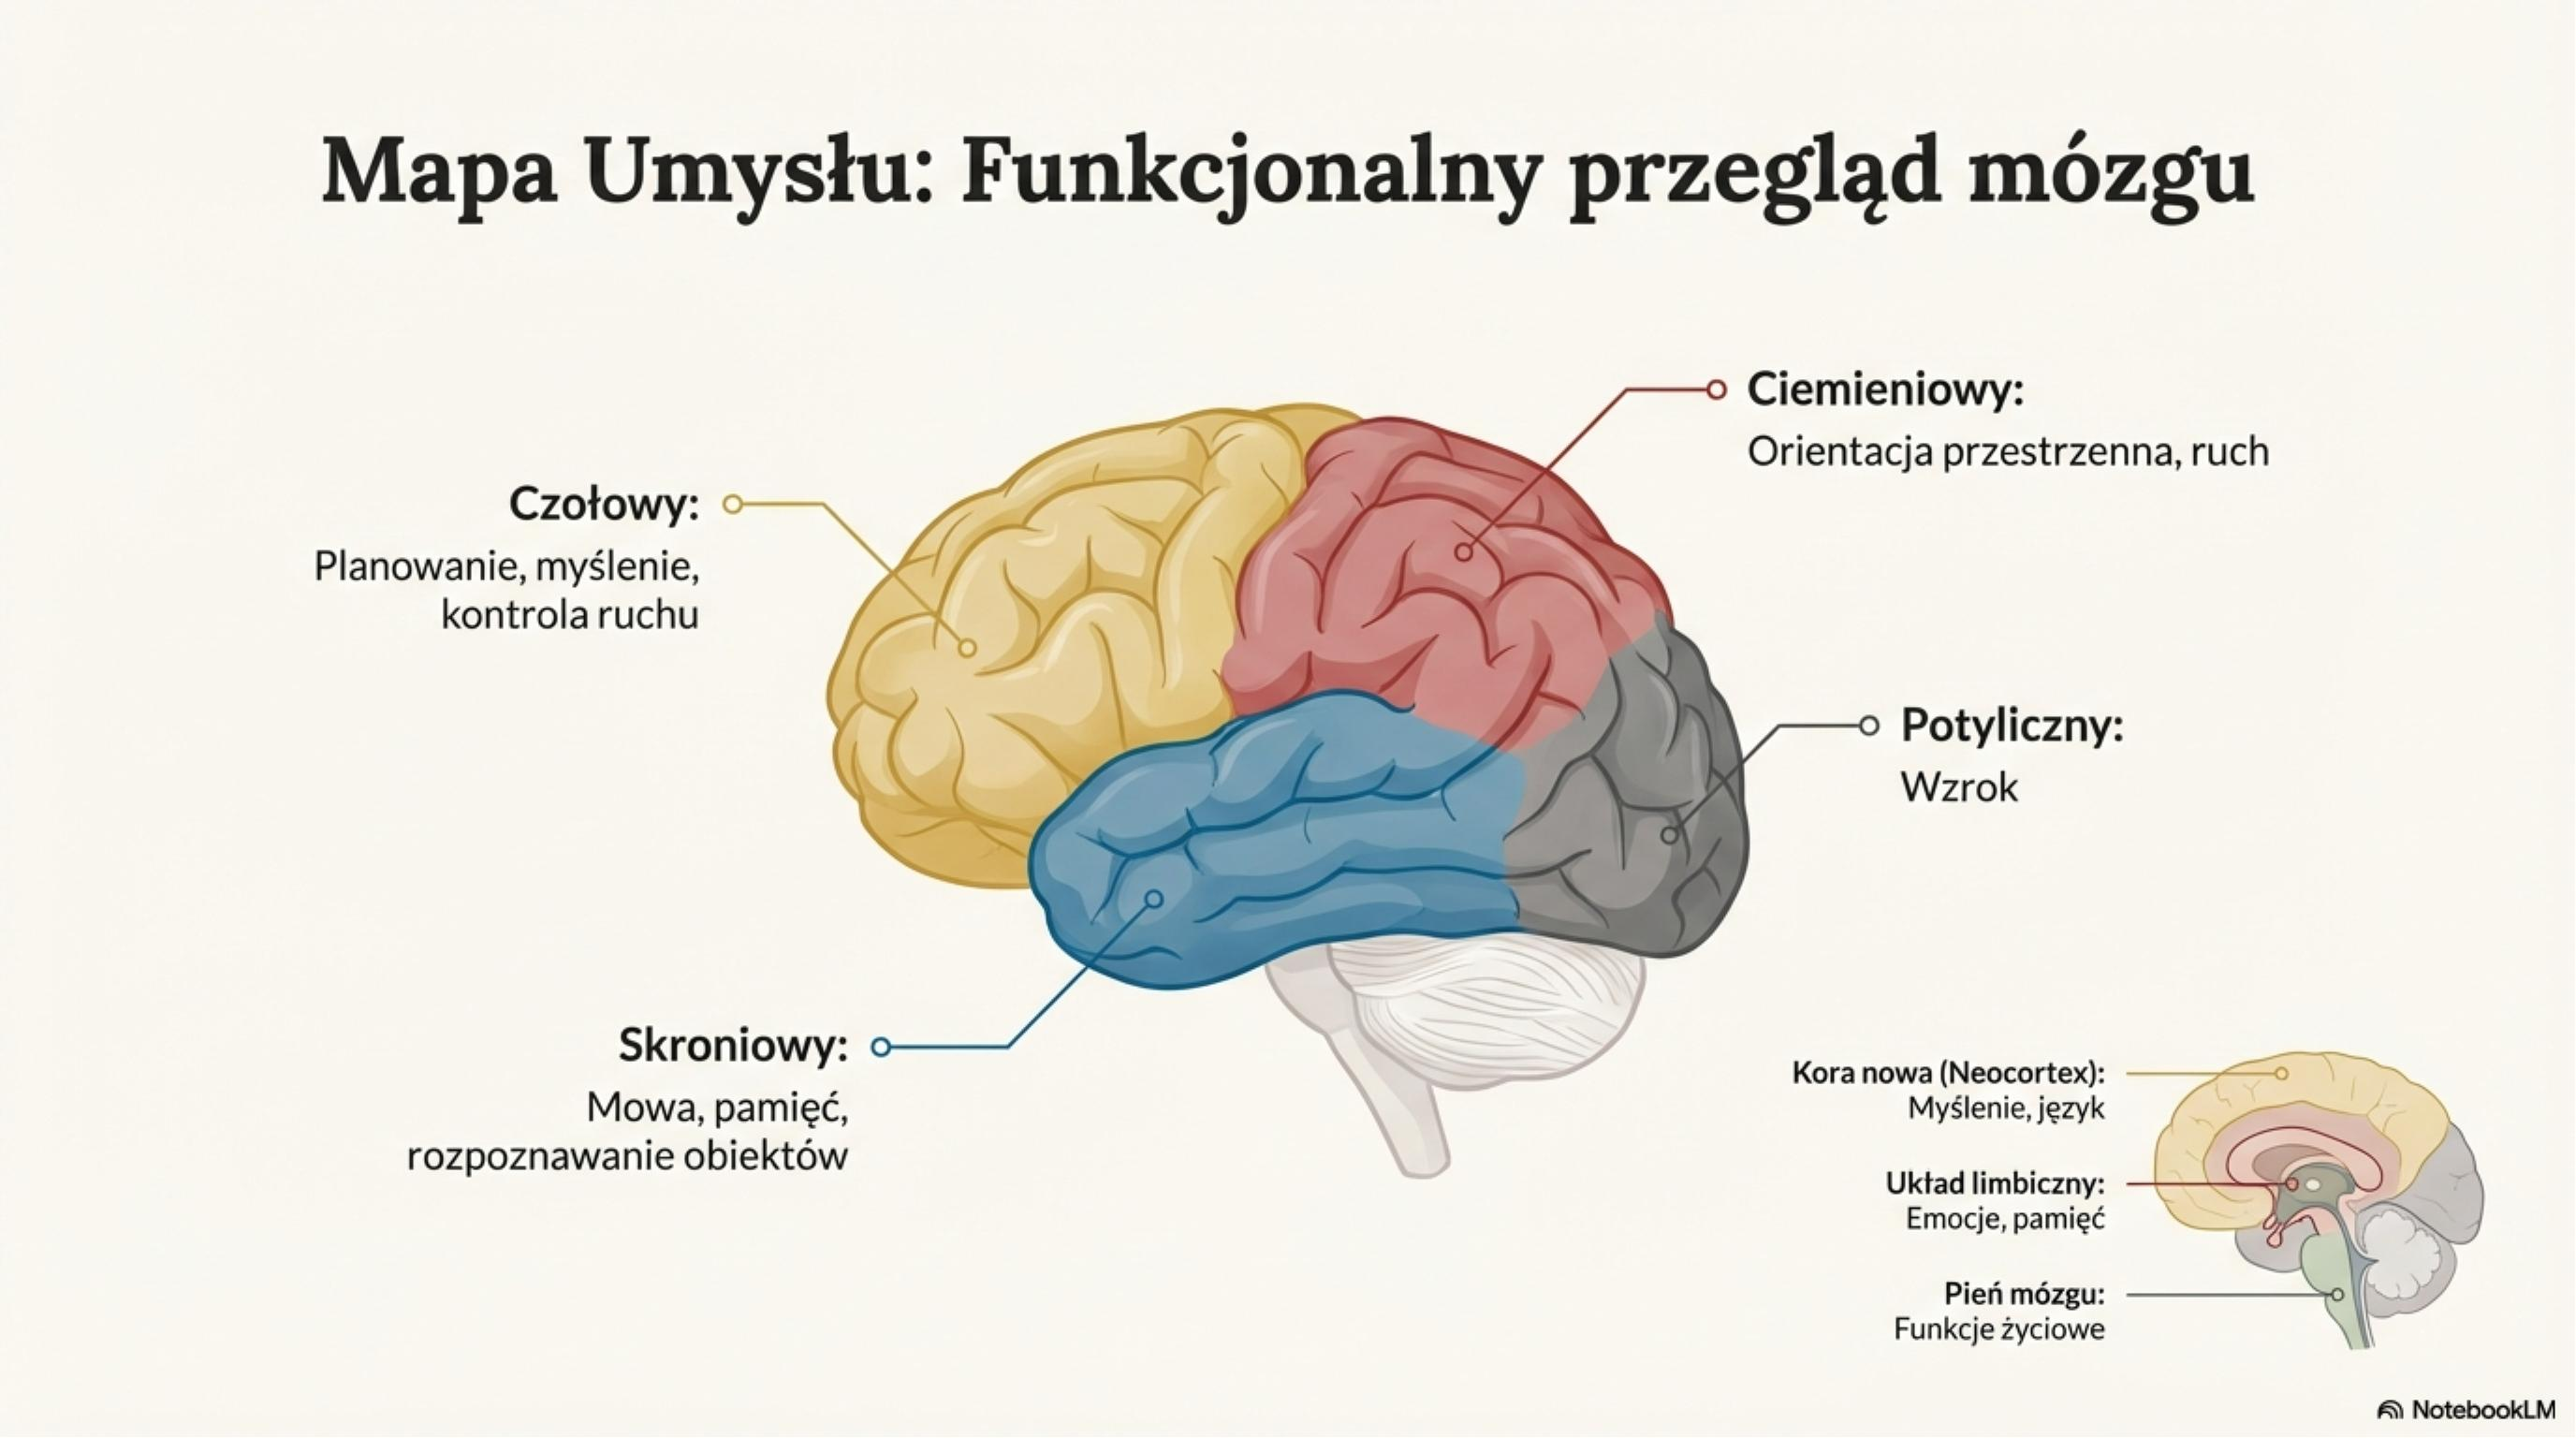 Mapa Umysłu: Funkcjonalny przegląd mózgu
Ciemieniowy:
Orientacja przestrzenna, ruch
Czołowy:
Planowanie, myślenie,
kontrola ruchu
Potyliczny:
Wzrok
Skroniowy:
Mowa, pamięć,
rozpoznawanie obiektów
Kora nowa (Neocortex):
Myślenie, język
Układ limbiczny:
Emocje, pamięć
Pień mózgu:
Funkcje życiowe
NotebookLM